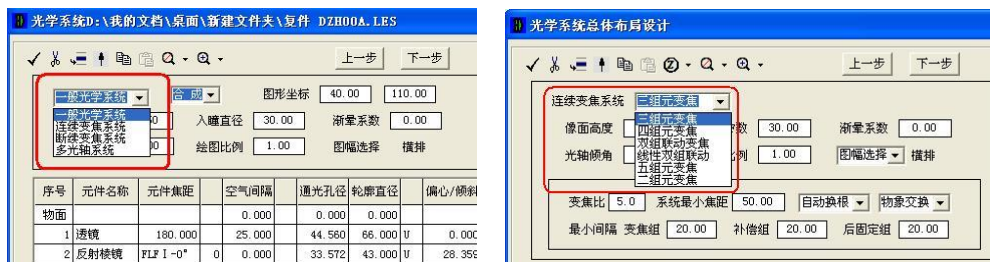 光学系统D:\我的文档\桌面\新建文件夹\复件 DZH00A.LES
上一步 下一步
一般光学系统 合成 图形坐标 40.00 110.00
一般光学系统
连续变焦系统
断续变焦系统
多光轴系统
入瞳直径 30.00 渐晕系数 0.00
绘图比例 1.00 图幅选择 横排
序号 元件名称 元件焦距 空气间隔 通光孔径 轮廓直径 偏心/倾斜
物面 0.000 0.000 0.000
1 透镜 180.000 25.000 44.560 66.000 U 0.000
2 反射棱镜 FLFⅠ-0° 0 0.000 33.572 43.000 U 28.359
光学系统总体布局设计
上一步 下一步
连续变焦系统 三组元变焦
三组元变焦
四组元变焦
双组联动变焦
线性双组联动
五组元变焦
二组元变焦
像面高度 数 30.00 渐晕系数 0.00
光轴倾角 例 1.00 图幅选择 横排
变焦比 5.0 系统最小焦距 50.00 自动换根 物象交换
最小间隔 变焦组 20.00 补偿组 20.00 后固定组 20.00